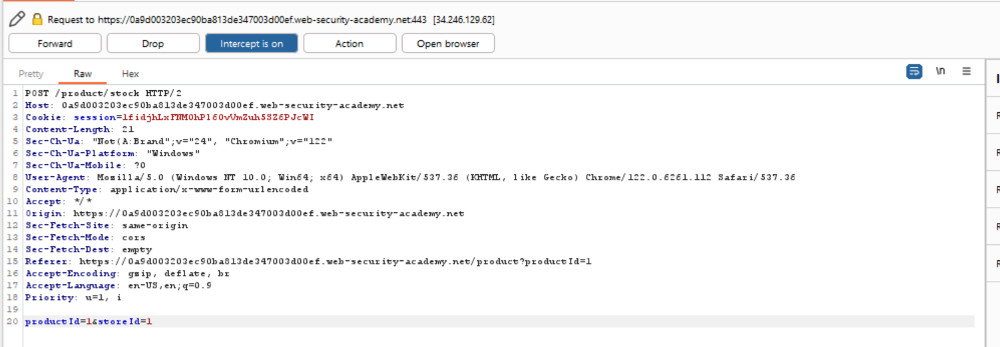 Request to https://0a9d003203ec90ba813de347003d00ef.web-security-academy.net:443 [34.246.129.62]
Forward Drop Intercept is on Action Open browser
Pretty Raw Hex \n
1 POST /product/stock HTTP/2
2 Host: 0a9d003203ec90ba813de347003d00ef.web-security-academy.net
3 Cookie: session=lfidjhLxFNM0hP160vVmZuh5SZ6PJcWI
4 Content-Length: 21
5 Sec-Ch-Ua: "Not(A:Brand";v="24", "Chromium";v="122"
6 Sec-Ch-Ua-Platform: "Windows"
7 Sec-Ch-Ua-Mobile: ?0
8 User-Agent: Mozilla/5.0 (Windows NT 10.0; Win64; x64) AppleWebKit/537.36 (KHTML, like Gecko) Chrome/122.0.6261.112 Safari/537.36
9 Content-Type: application/x-www-form-urlencoded
10 Accept: */*
11 Origin: https://0a9d003203ec90ba813de347003d00ef.web-security-academy.net
12 Sec-Fetch-Site: same-origin
13 Sec-Fetch-Mode: cors
14 Sec-Fetch-Dest: empty
15 Referer: https://0a9d003203ec90ba813de347003d00ef.web-security-academy.net/product?productId=1
16 Accept-Encoding: gzip, deflate, br
17 Accept-Language: en-US,en;q=0.9
18 Priority: u=1, i
19
20 productId=1&storeId=1